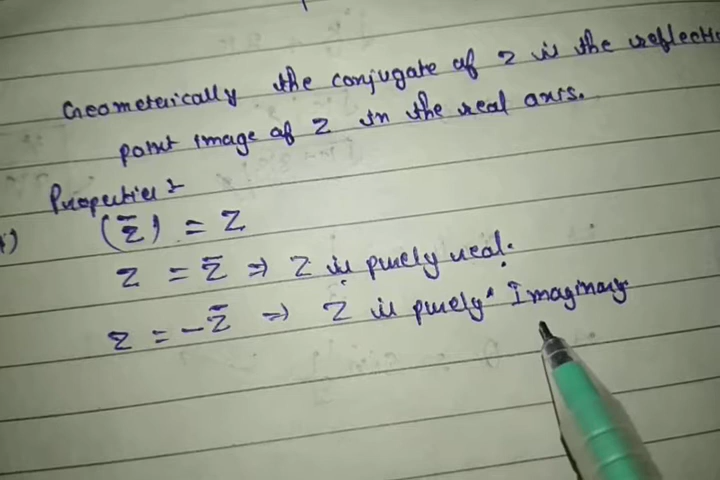 Geometerically the conjugate of z is the reflectio
point image of z in the real axis.
Properties :
i) (z̄) = z
z = z̄ ⇒ z is purely real.
z = -z̄ ⇒ z is purely Imaginary